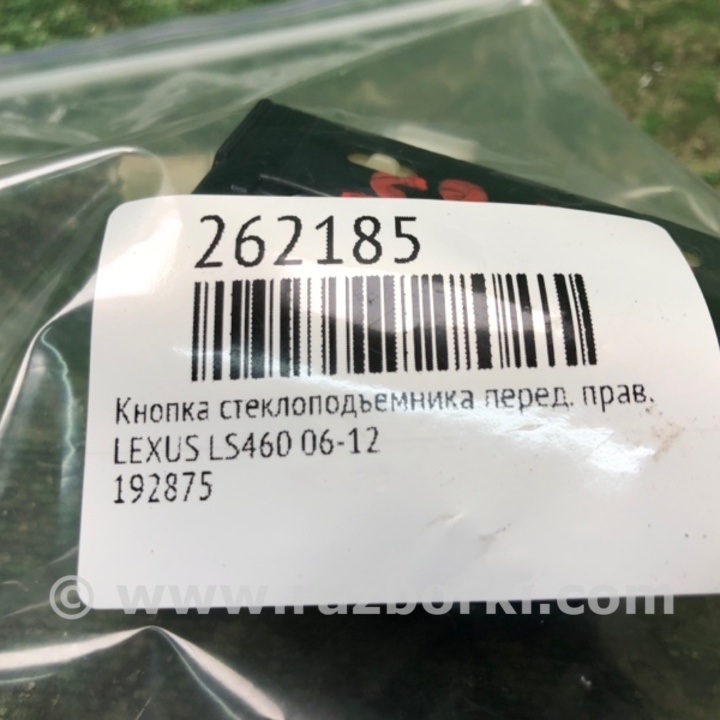 262185
Кнопка стеклоподъемника перед. прав.
LEXUS LS460 06-12
192875
© www.razborki.com